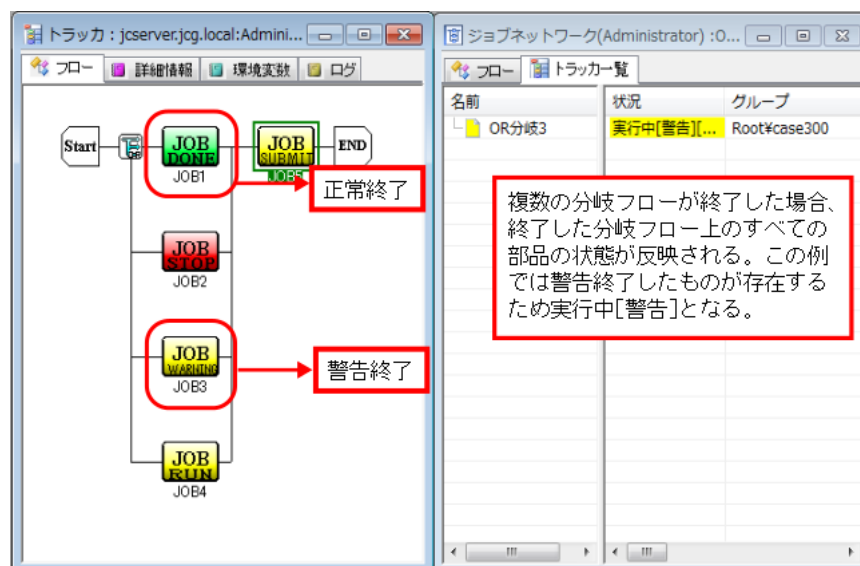 トラッカ：jcserver.jcg.local:Admini...
フロー 詳細情報 環境変数 ログ
Start
OR
JOB
DONE
JOB1
JOB
SUBMIT
JOB5
END
正常終了
JOB
STOP
JOB2
JOB
WARNING
JOB3
警告終了
JOB
RUN
JOB4
ジョブネットワーク(Administrator) :O...
フロー トラッカ一覧
名前 状況 グループ
OR分岐3 実行中[警告][... Root¥case300
複数の分岐フローが終了した場合、
終了した分岐フロー上のすべての
部品の状態が反映される。この例
では警告終了したものが存在する
ため実行中[警告]となる。